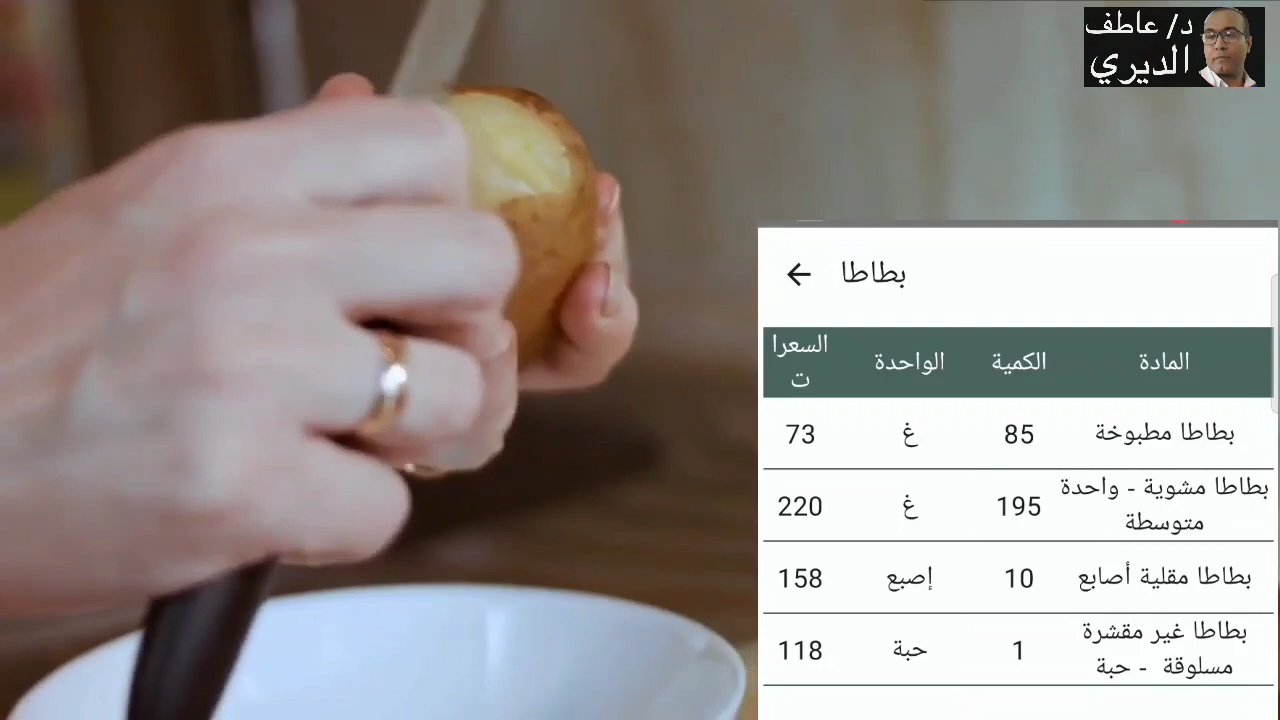 د/ عاطف
الديري
بطاطا
المادة الكمية الواحدة السعرا
ت
بطاطا مطبوخة 85 غ 73
بطاطا مشوية - واحدة
متوسطة 195 غ 220
بطاطا مقلية أصابع 10 إصبع 158
بطاطا غير مقشرة
مسلوقة - حبة 1 حبة 118